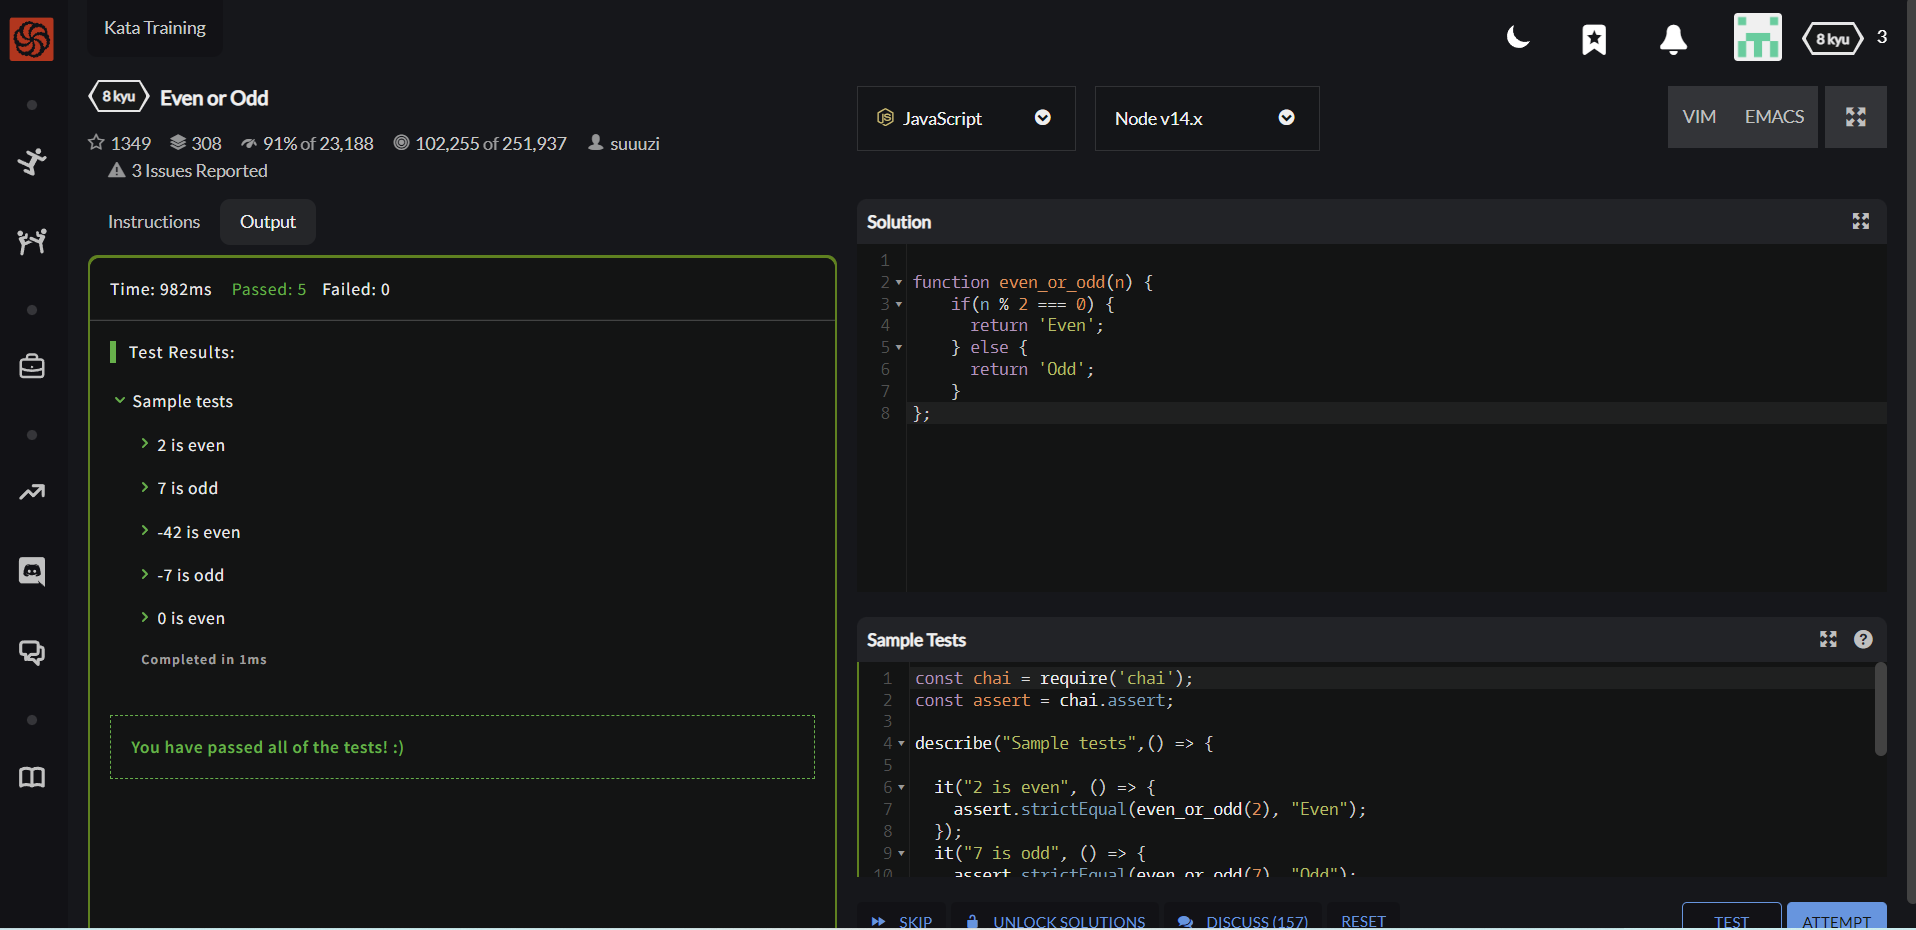 Kata Training
8 kyu 3
8 kyu Even or Odd
1349 308 91% of 23,188 102,255 of 251,937 suuuzi
3 Issues Reported
JS JavaScript
Node v14.x
VIM EMACS
Instructions Output
Time: 982ms Passed: 5 Failed: 0
Test Results:
Sample tests
2 is even
7 is odd
-42 is even
-7 is odd
0 is even
Completed in 1ms
You have passed all of the tests! :)
Solution
1
2 function even_or_odd(n) {
3 if(n % 2 === 0) {
4 return 'Even';
5 } else {
6 return 'Odd';
7 }
8 };
Sample Tests
?
1 const chai = require('chai');
2 const assert = chai.assert;
3
4 describe("Sample tests",() => {
5
6 it("2 is even", () => {
7 assert.strictEqual(even_or_odd(2), "Even");
8 });
9 it("7 is odd", () => {
10 assert.strictEqual(even_or_odd(7), "Odd");
SKIP UNLOCK SOLUTIONS DISCUSS (157) RESET
TEST ATTEMPT